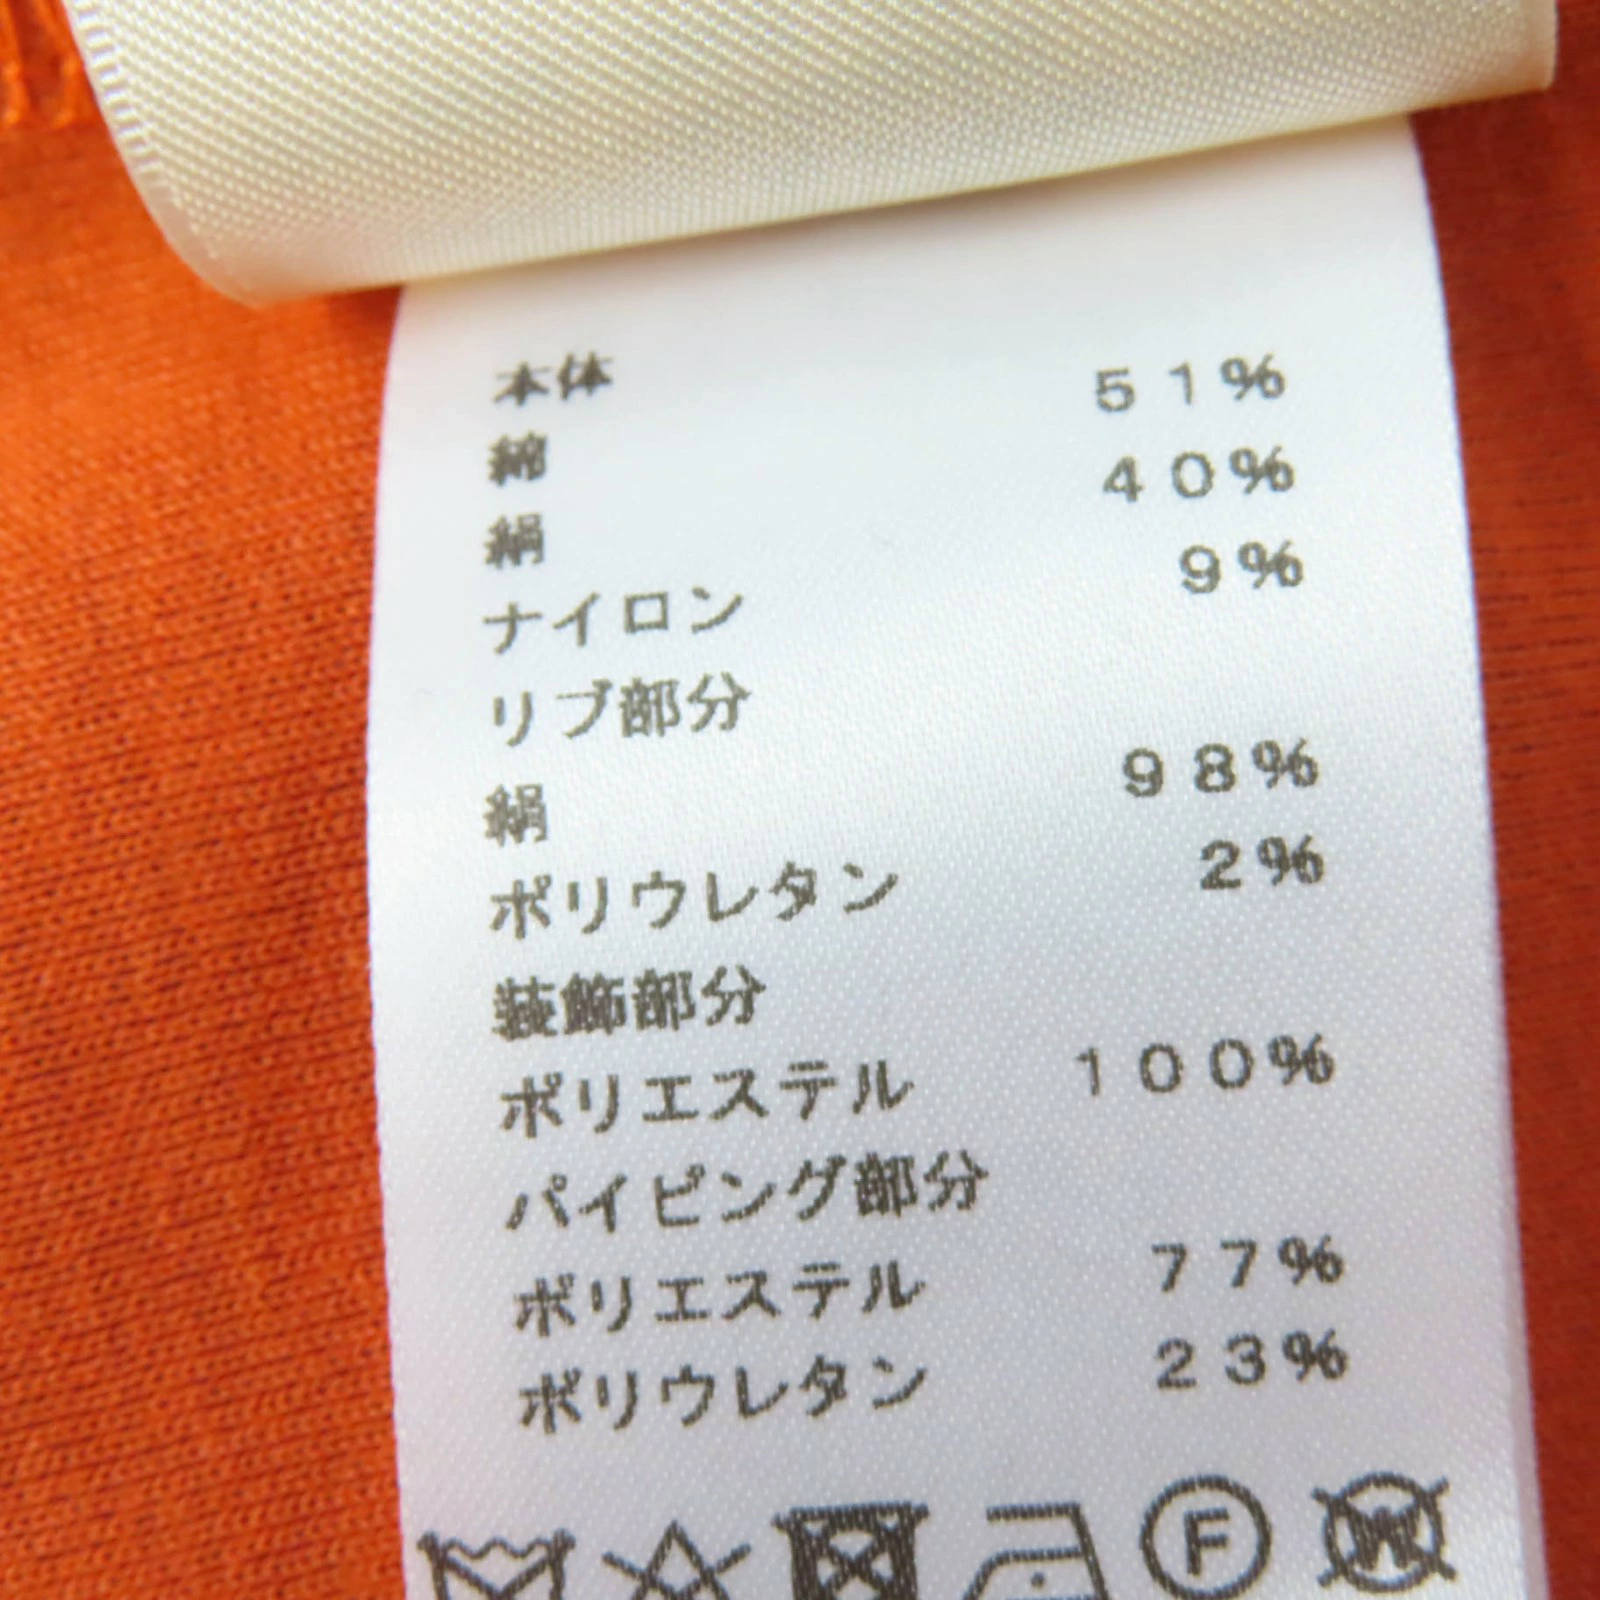 本体
綿 51%
絹 40%
ナイロン 9%
リブ部分
絹 98%
ポリウレタン 2%
装飾部分
ポリエステル 100%
パイピング部分
ポリエステル 77%
ポリウレタン 23%
F W